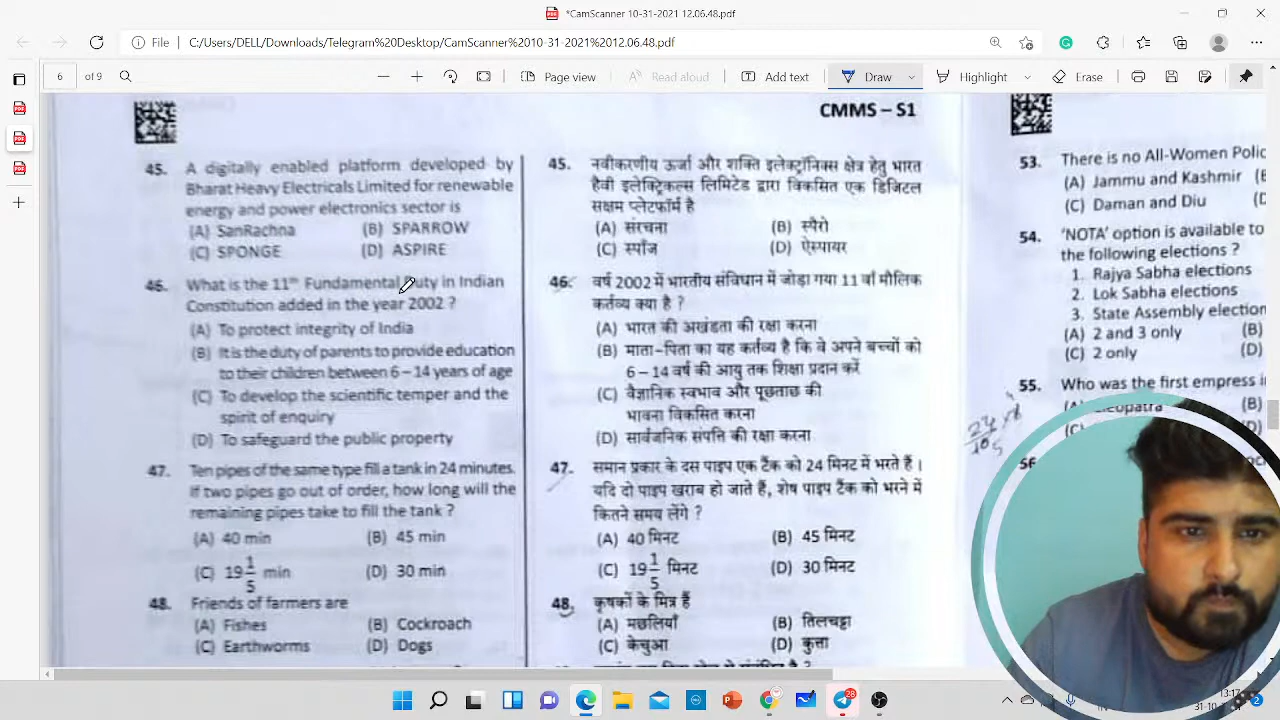 *CamScanner 10-31-2021 12.06.48.pdf
File
C:/Users/DELL/Downloads/Telegram%20Desktop/CamScanner%2010-31-2021%2012.06.48.pdf
6 of 9
Page view
Read aloud
Add text
Draw
Highlight
Erase
CMMS – S1
45. A digitally enabled platform developed by
Bharat Heavy Electricals Limited for renewable
energy and power electronics sector is
(A) SanRachna (B) SPARROW
(C) SPONGE (D) ASPIRE
46. What is the 11th Fundamental Duty in Indian
Constitution added in the year 2002 ?
(A) To protect integrity of India
(B) It is the duty of parents to provide education
to their children between 6 – 14 years of age
(C) To develop the scientific temper and the
spirit of enquiry
(D) To safeguard the public property
47. Ten pipes of the same type fill a tank in 24 minutes.
If two pipes go out of order, how long will the
remaining pipes take to fill the tank ?
(A) 40 min (B) 45 min
(C) 19 1/5 min (D) 30 min
48. Friends of farmers are
(A) Fishes (B) Cockroach
(C) Earthworms (D) Dogs
45. नवीकरणीय ऊर्जा और शक्ति इलेक्ट्रॉनिक्स क्षेत्र हेतु भारत
हैवी इलेक्ट्रिकल्स लिमिटेड द्वारा विकसित एक डिजिटल
सक्षम प्लेटफॉर्म है
(A) संरचना (B) स्पैरो
(C) स्पॉंज (D) ऐस्पायर
46. वर्ष 2002 में भारतीय संविधान में जोड़ा गया 11 वाँ मौलिक
कर्तव्य क्या है ?
(A) भारत की अखंडता की रक्षा करना
(B) माता-पिता का यह कर्तव्य है कि वे अपने बच्चों को
6 – 14 वर्ष की आयु तक शिक्षा प्रदान करें
(C) वैज्ञानिक स्वभाव और पूछताछ की
भावना विकसित करना
(D) सार्वजनिक संपत्ति की रक्षा करना
47. समान प्रकार के दस पाइप एक टैंक को 24 मिनट में भरते हैं ।
यदि दो पाइप खराब हो जाते हैं, शेष पाइप टैंक को भरने में
कितने समय लेंगे ?
(A) 40 मिनट (B) 45 मिनट
(C) 19 1/5 मिनट (D) 30 मिनट
48. कृषकों के मित्र हैं
(A) मछलियाँ (B) तिलचट्टा
(C) केचुआ (D) कुत्ता
53. There is no All-Women Polic
(A) Jammu and Kashmir
(C) Daman and Diu
54. 'NOTA' option is available to
the following elections ?
1. Rajya Sabha elections
2. Lok Sabha elections
3. State Assembly election
(A) 2 and 3 only (B)
(C) 2 only (D)
55. Who was the first empress i
(B)
56
28
13:17
31-10-
2